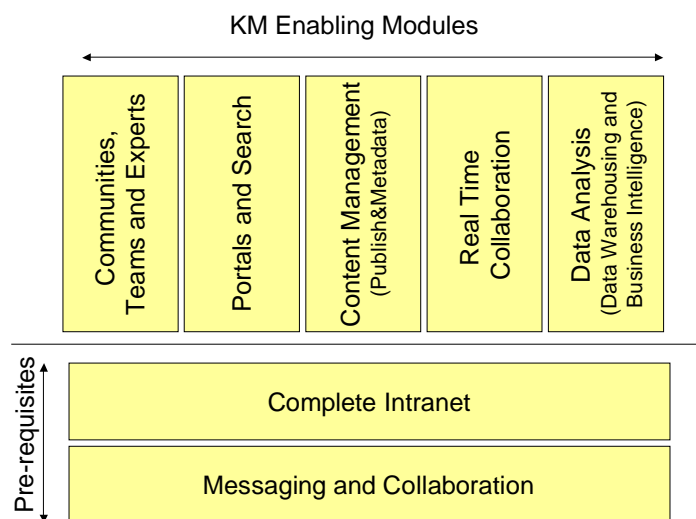 KM Enabling Modules
Communities,
Teams and Experts
Portals and Search
Content Management
(Publish&Metadata)
Real Time
Collaboration
Data Analysis
(Data Warehousing and
Business Intelligence)
Pre-requisites
Complete Intranet
Messaging and Collaboration